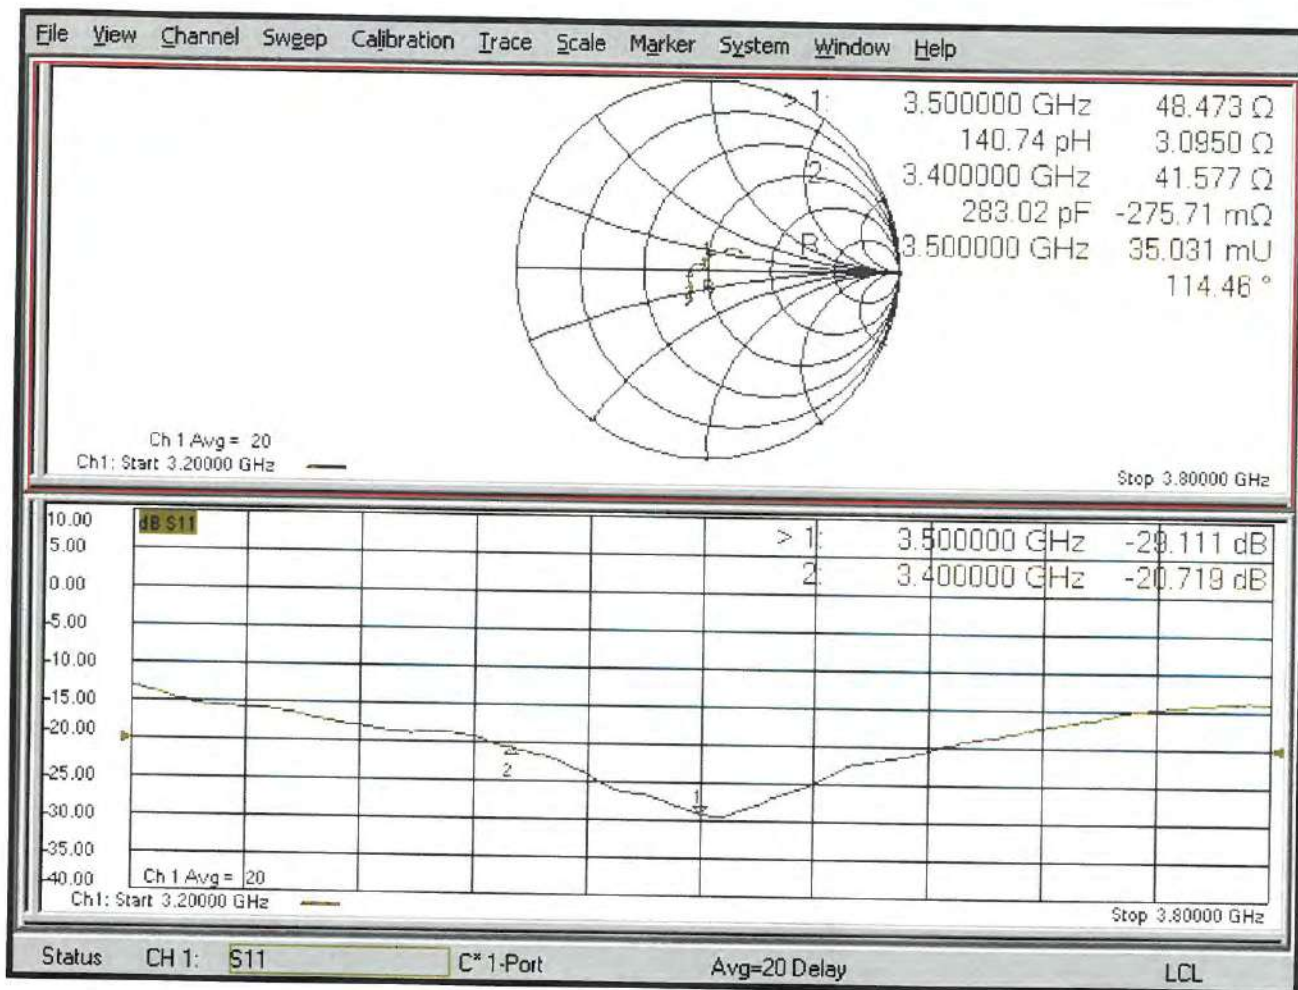 File View Channel Sweep Calibration Trace Scale Marker System Window Help
> 1: 3.500000 GHz 48.473 Ω
140.74 pH 3.0950 Ω
2: 3.400000 GHz 41.577 Ω
283.02 pF -275.71 mΩ
R 3.500000 GHz 35.031 mU
114.46 °
Ch 1 Avg = 20
Ch1: Start 3.20000 GHz
Stop 3.80000 GHz
10.00
dB S11
> 1: 3.500000 GHz -29.111 dB
5.00
2: 3.400000 GHz -20.719 dB
0.00
-5.00
-10.00
-15.00
-20.00
2
-25.00
1
-30.00
-35.00
-40.00
Ch 1 Avg = 20
Ch1: Start 3.20000 GHz
Stop 3.80000 GHz
Status CH 1: S11 C* 1-Port Avg=20 Delay LCL